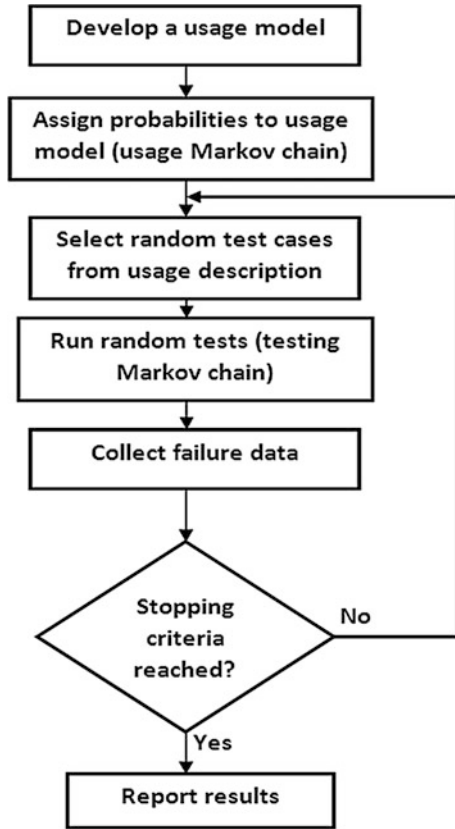 Develop a usage model
Assign probabilities to usage
model (usage Markov chain)
Select random test cases
from usage description
Run random tests (testing
Markov chain)
Collect failure data
Stopping
criteria
reached?
No
Yes
Report results